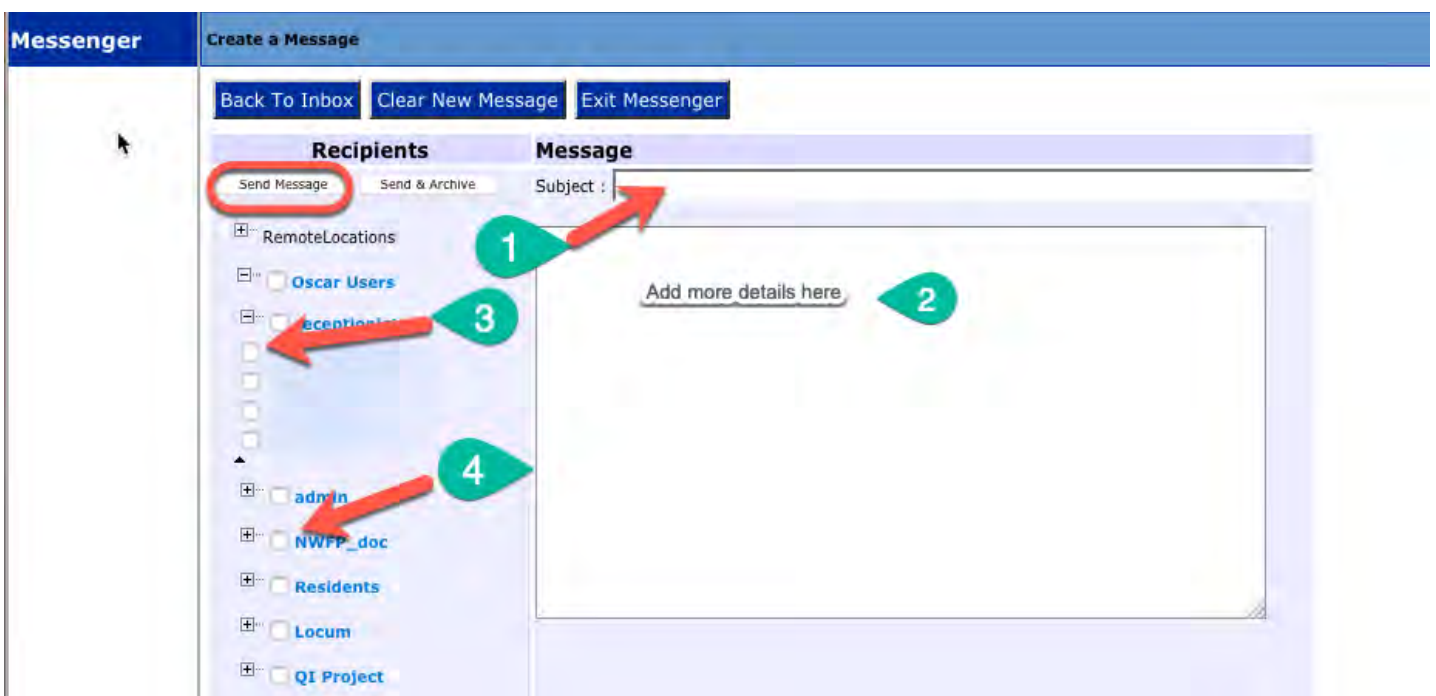 Messenger
Create a Message
Back To Inbox
Clear New Message
Exit Messenger
Recipients
Message
Send Message
Send & Archive
Subject :
RemoteLocations
1
Oscar Users
Add more details here
2
3
4
admin
NWFP_doc
Residents
Locum
QI Project